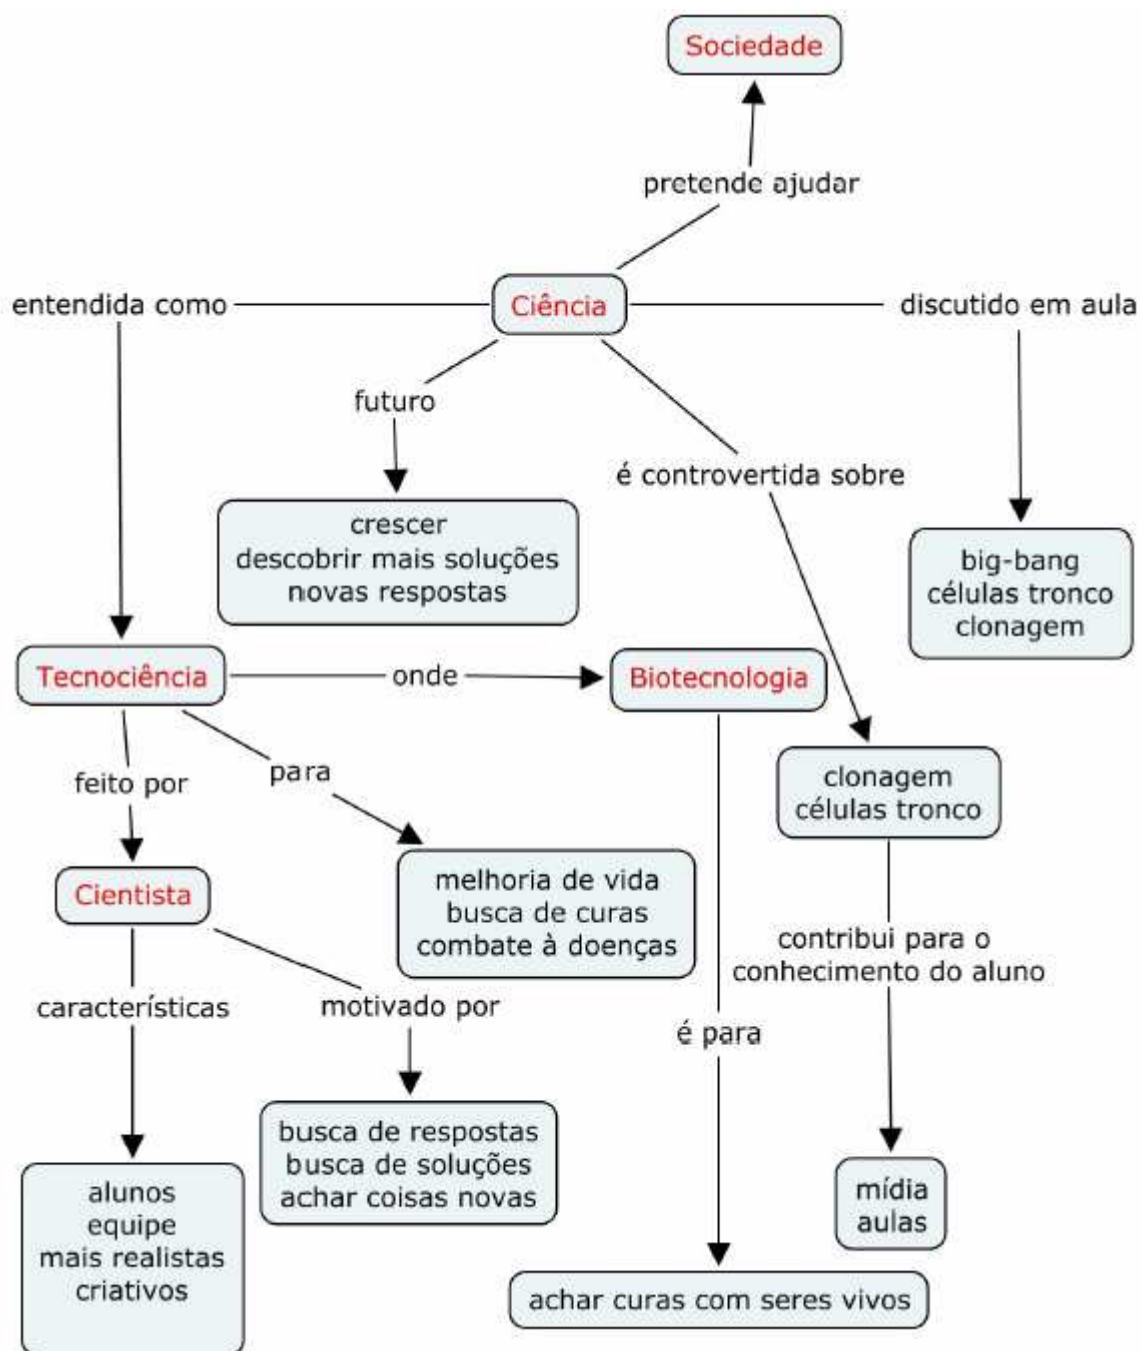 Sociedade
pretende ajudar
entendida como
Ciência
discutido em aula
futuro
é controvertida sobre
crescer
descobrir mais soluções
novas respostas
big-bang
células tronco
clonagem
Tecnociência
onde
Biotecnologia
feito por
para
clonagem
células tronco
Cientista
melhoria de vida
busca de curas
combate à doenças
contribui para o
conhecimento do aluno
características
motivado por
é para
busca de respostas
busca de soluções
achar coisas novas
alunos
equipe
mais realistas
criativos
mídia
aulas
achar curas com seres vivos